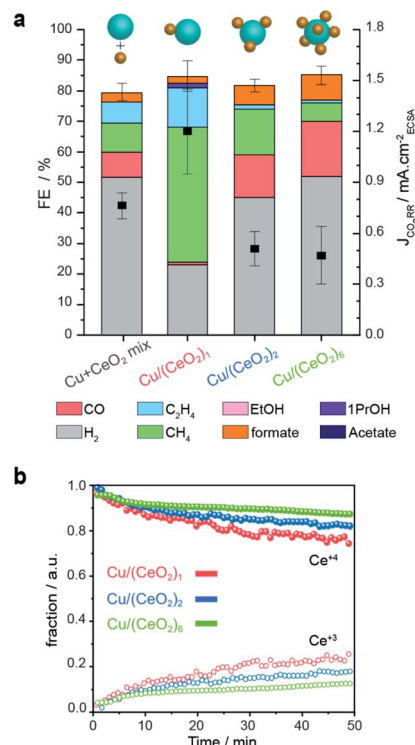 a
+
100
90
80
70
60
50
40
30
20
10
0
FE / %
1.8
1.5
1.2
0.9
0.6
0.3
0.0
J_CO₂RR / mA.cm⁻²_ECSA
Cu+CeO₂ mix
Cu/(CeO₂)₁
Cu/(CeO₂)₂
Cu/(CeO₂)₆
CO C₂H₄ EtOH 1PrOH
H₂ CH₄ formate Acetate
b
1.0
0.8
0.6
0.4
0.2
0.0
fraction / a.u.
Ce⁺⁴
Cu/(CeO₂)₁
Cu/(CeO₂)₂
Cu/(CeO₂)₆
Ce⁺³
0 10 20 30 40 50
Time / min